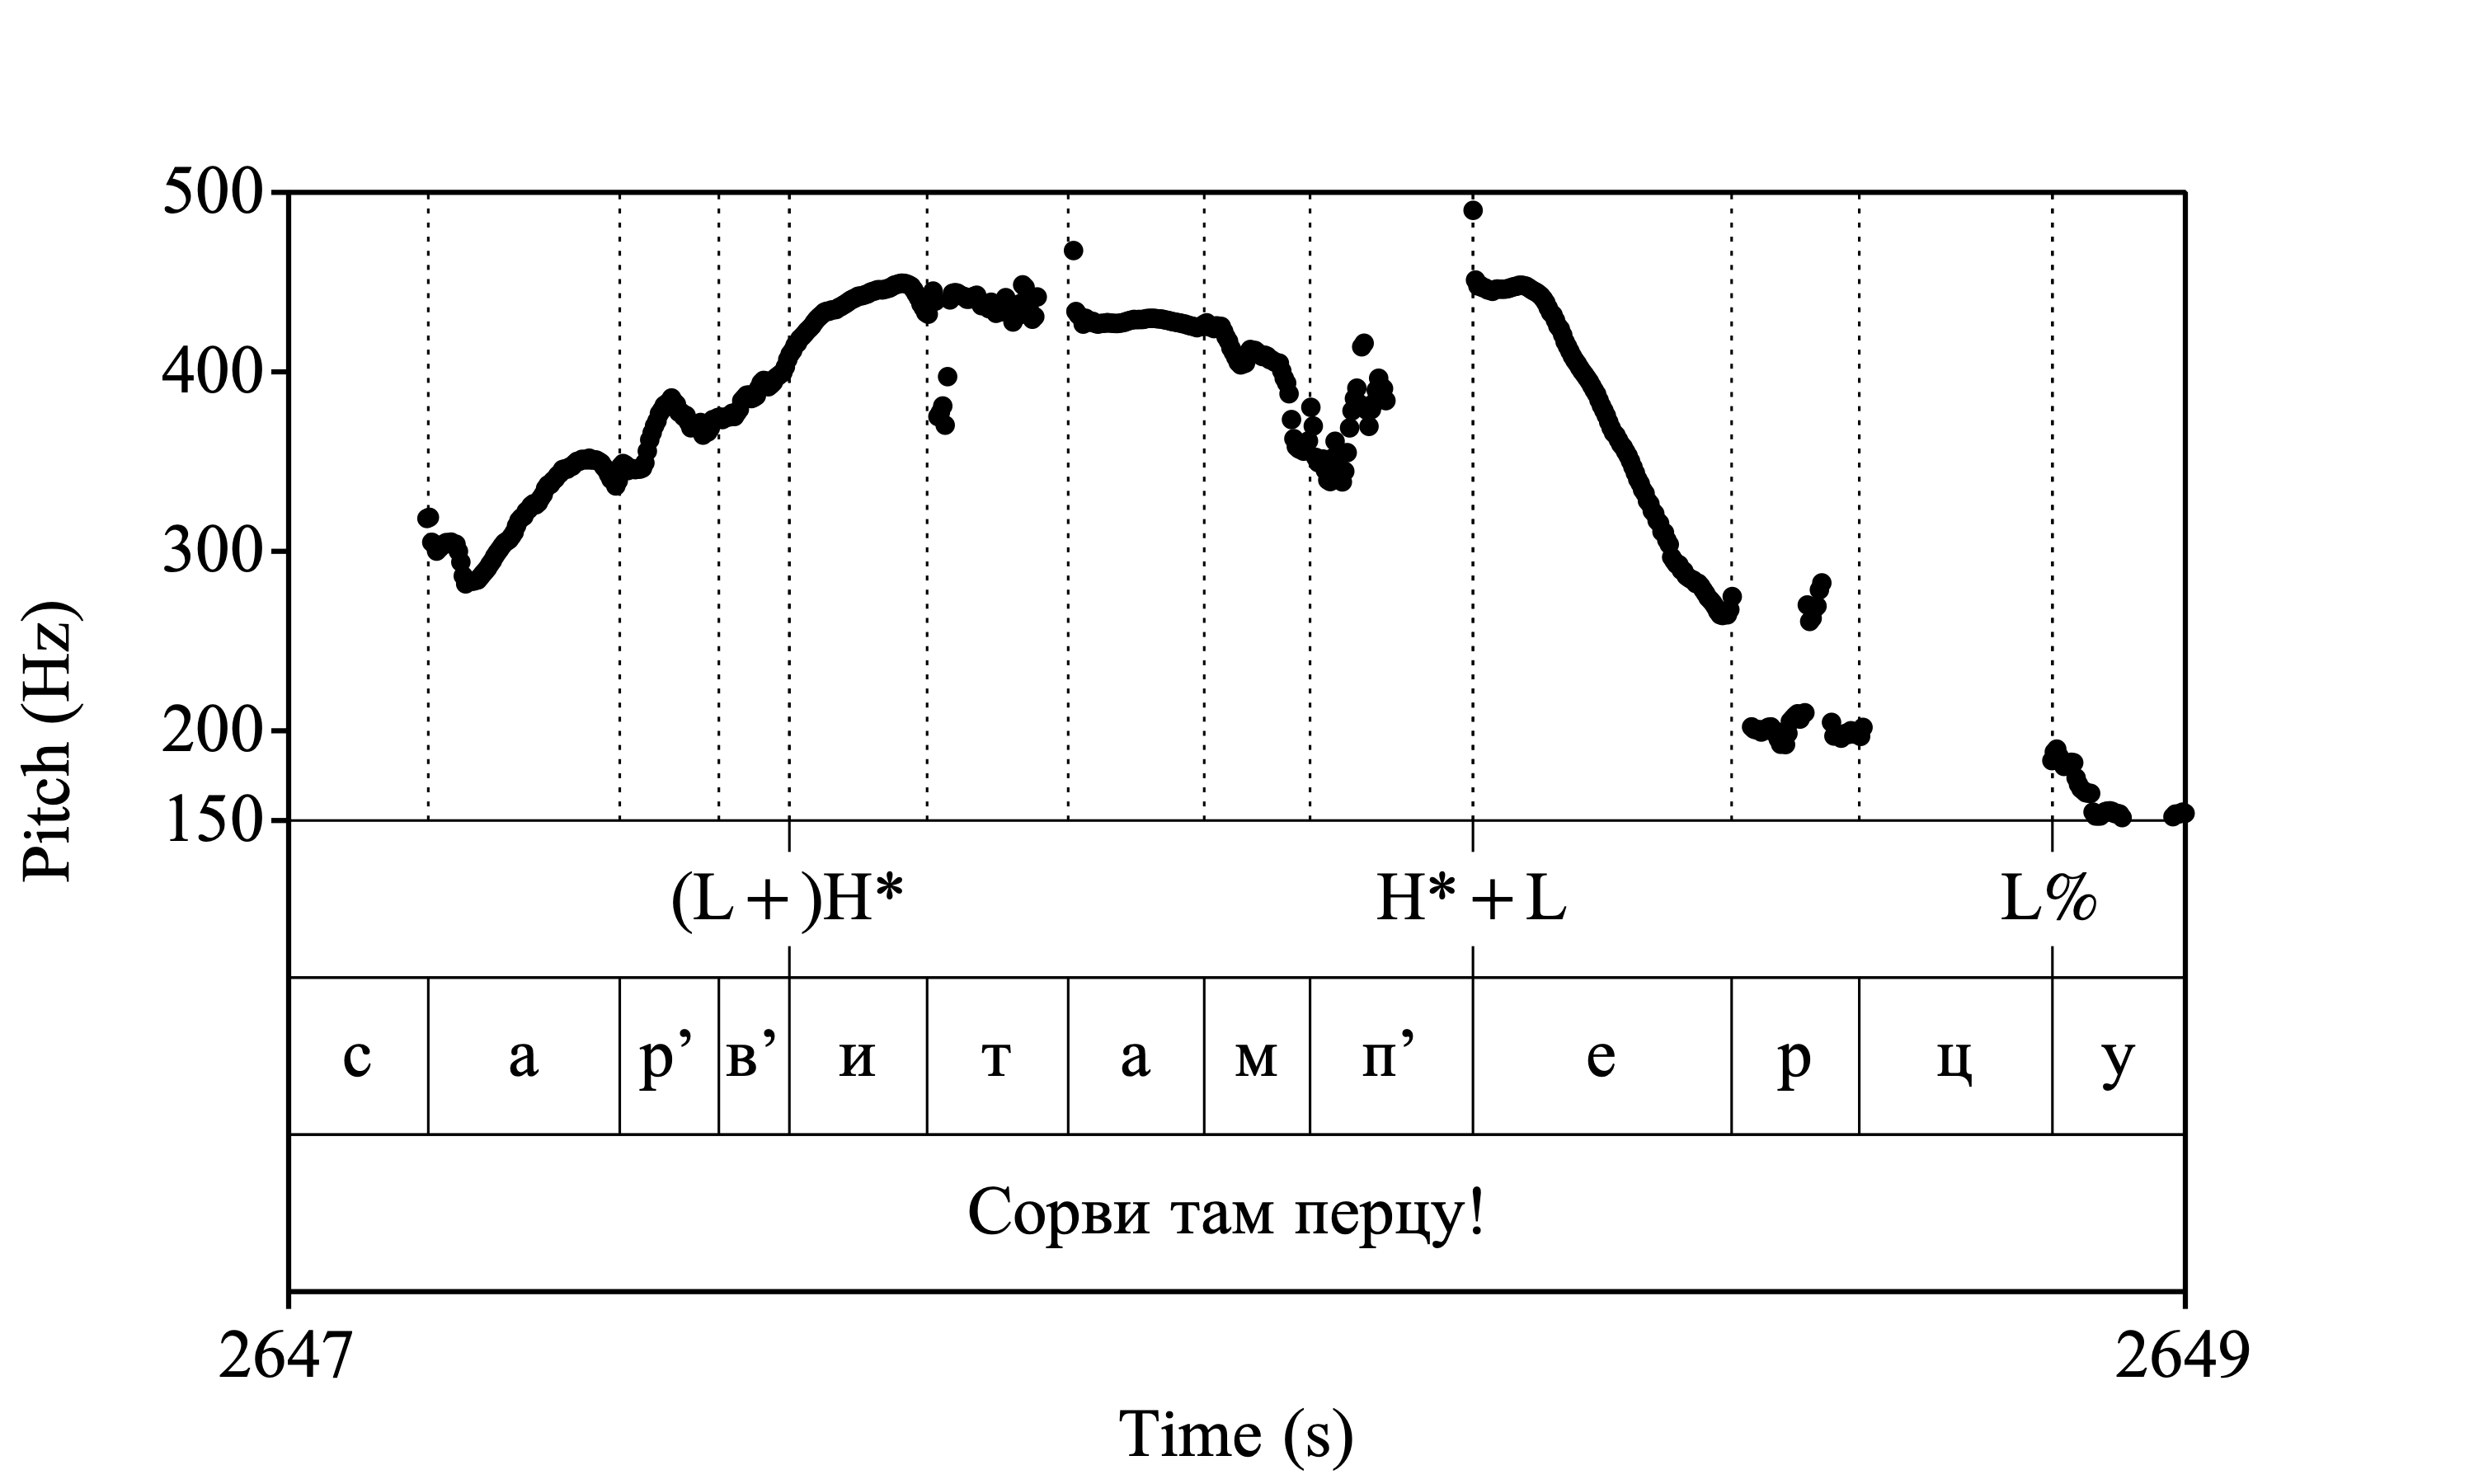 500
400
300
200
150
Pitch (Hz)
(L+)H* H*+L L%
с а р’ в’ и т а м п’ е р ц у
Сорви там перцу!
2647 2649
Time (s)